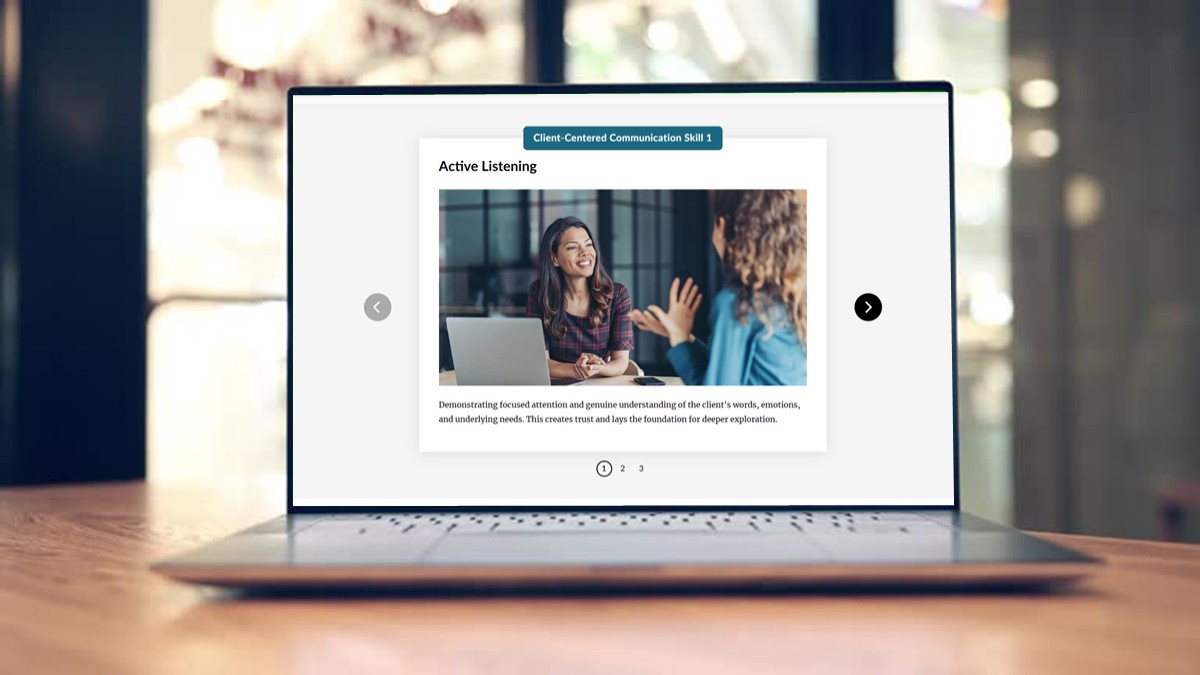 Client-Centered Communication Skill 1
Active Listening
Demonstrating focused attention and genuine understanding of the client's words, emotions,
and underlying needs. This creates trust and lays the foundation for deeper exploration.
1 2 3